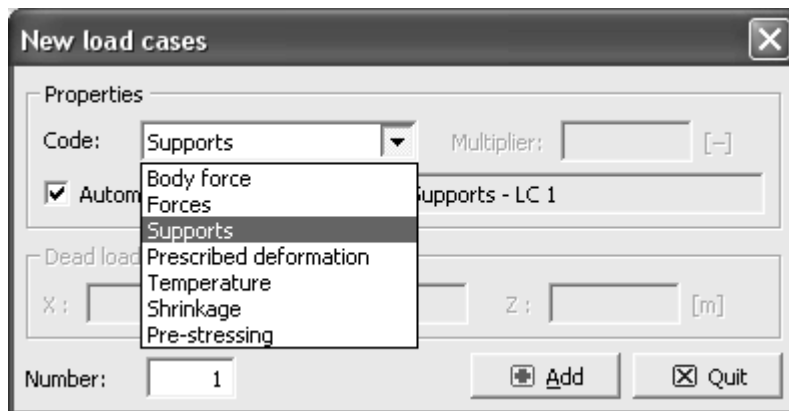 New load cases
Properties
Code: Supports Multiplier: [-]
Body force
Autom Forces Supports - LC 1
Supports
Dead load Prescribed deformation
Temperature
X : Z : [m]
Shrinkage
Pre-stressing
Number: 1 Add Quit